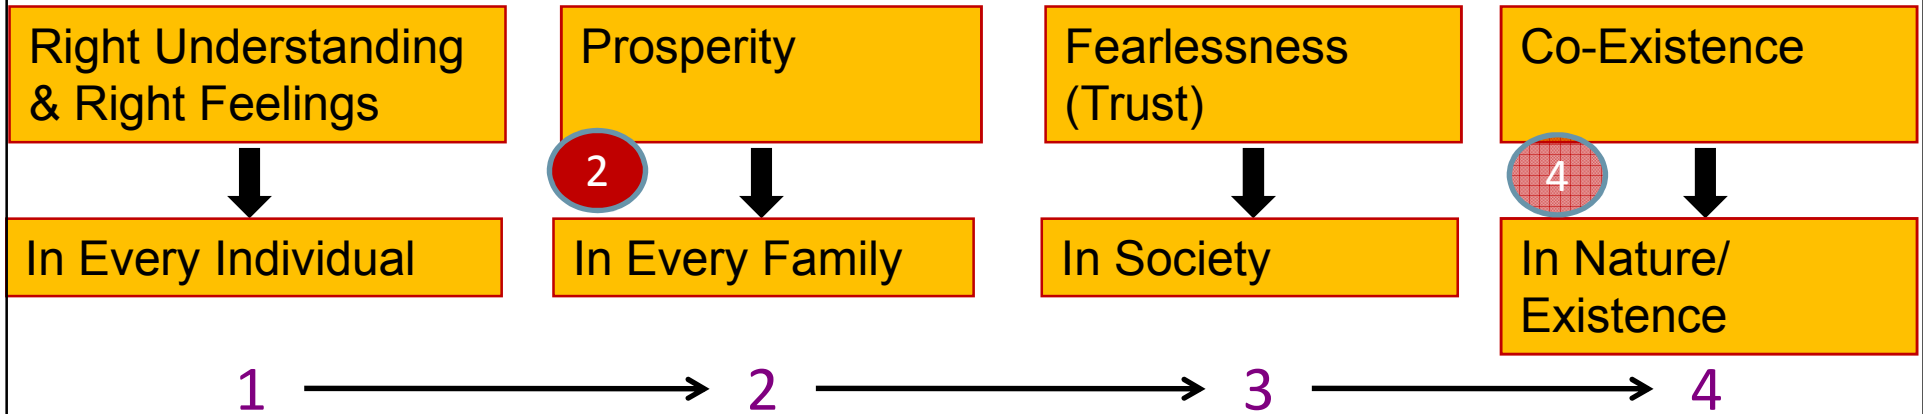 Right Understanding
& Right Feelings
Prosperity
Fearlessness
(Trust)
Co-Existence
2
4
In Every Individual
In Every Family
In Society
In Nature/
Existence
1
2
3
4